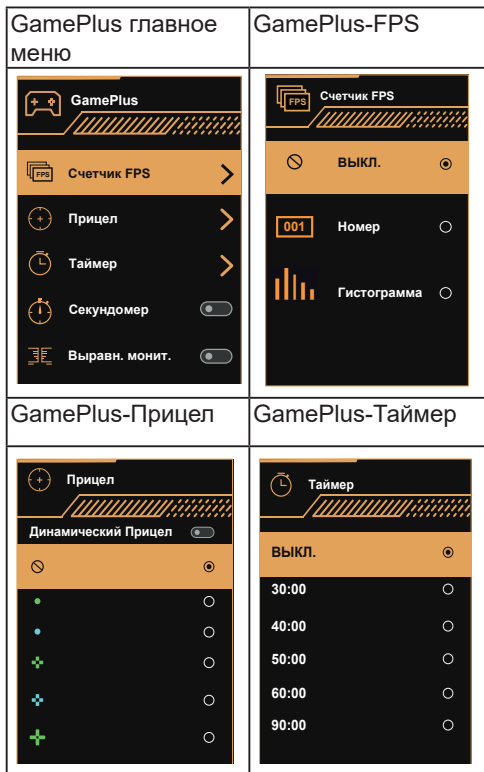 GamePlus главное
меню
GamePlus-FPS
GamePlus
FPS
Счетчик FPS
Прицел
Таймер
Секундомер
Выравн. монит.
FPS
Счетчик FPS
ВЫКЛ.
001
Номер
Гистограмма
GamePlus-Прицел
GamePlus-Таймер
Прицел
Динамический Прицел
Таймер
ВЫКЛ.
30:00
40:00
50:00
60:00
90:00